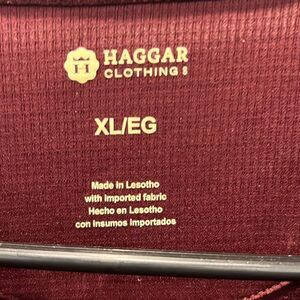 HAGGAR
CLOTHING
XL/EG
Made in Lesotho
with imported fabric
Hecho en Lesotho
con insumos importados